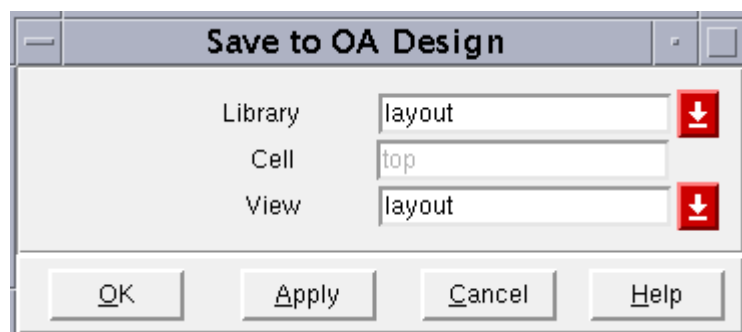 Save to OA Design
Library layout
Cell top
View layout
OK Apply Cancel Help